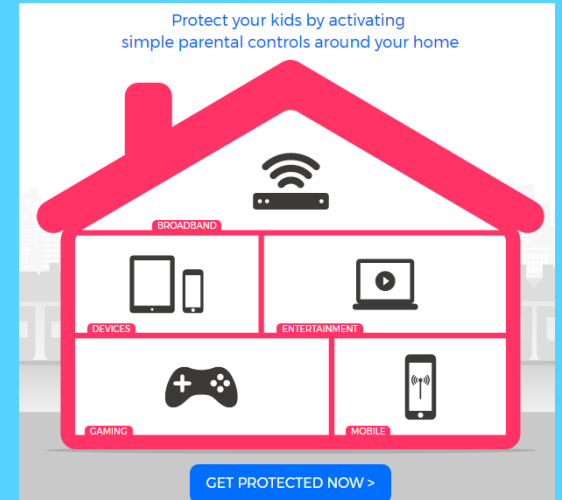 Protect your kids by activating
simple parental controls around your home
BROADBAND
DEVICES
ENTERTAINMENT
GAMING
MOBILE
GET PROTECTED NOW >